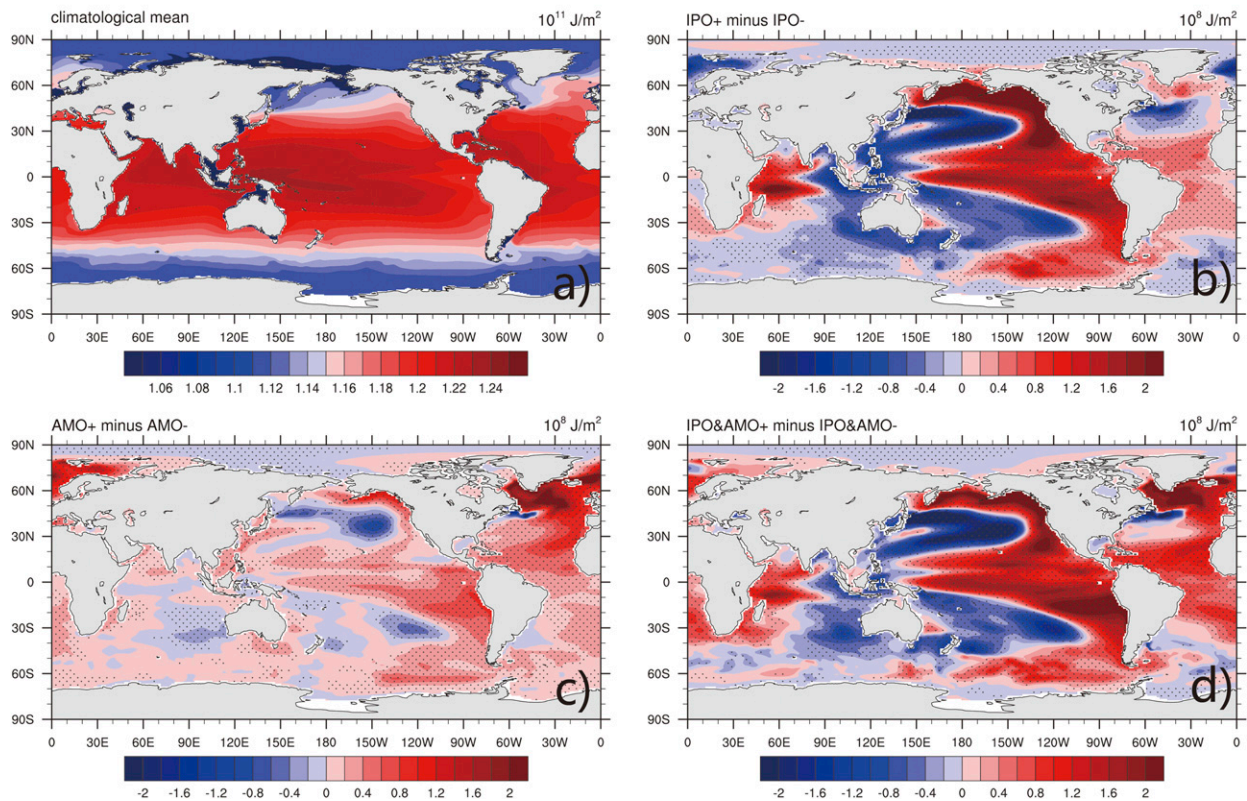 climatological mean 10¹¹ J/m²
90N
60N
30N
0
30S
60S
90S
0 30E 60E 90E 120E 150E 180 150W 120W 90W 60W 30W 0
a)
1.06 1.08 1.1 1.12 1.14 1.16 1.18 1.2 1.22 1.24
IPO+ minus IPO- 10⁸ J/m²
90N
60N
30N
0
30S
60S
90S
0 30E 60E 90E 120E 150E 180 150W 120W 90W 60W 30W 0
b)
-2 -1.6 -1.2 -0.8 -0.4 0 0.4 0.8 1.2 1.6 2
AMO+ minus AMO- 10⁸ J/m²
90N
60N
30N
0
30S
60S
90S
0 30E 60E 90E 120E 150E 180 150W 120W 90W 60W 30W 0
c)
-2 -1.6 -1.2 -0.8 -0.4 0 0.4 0.8 1.2 1.6 2
IPO&AMO+ minus IPO&AMO- 10⁸ J/m²
90N
60N
30N
0
30S
60S
90S
0 30E 60E 90E 120E 150E 180 150W 120W 90W 60W 30W 0
d)
-2 -1.6 -1.2 -0.8 -0.4 0 0.4 0.8 1.2 1.6 2